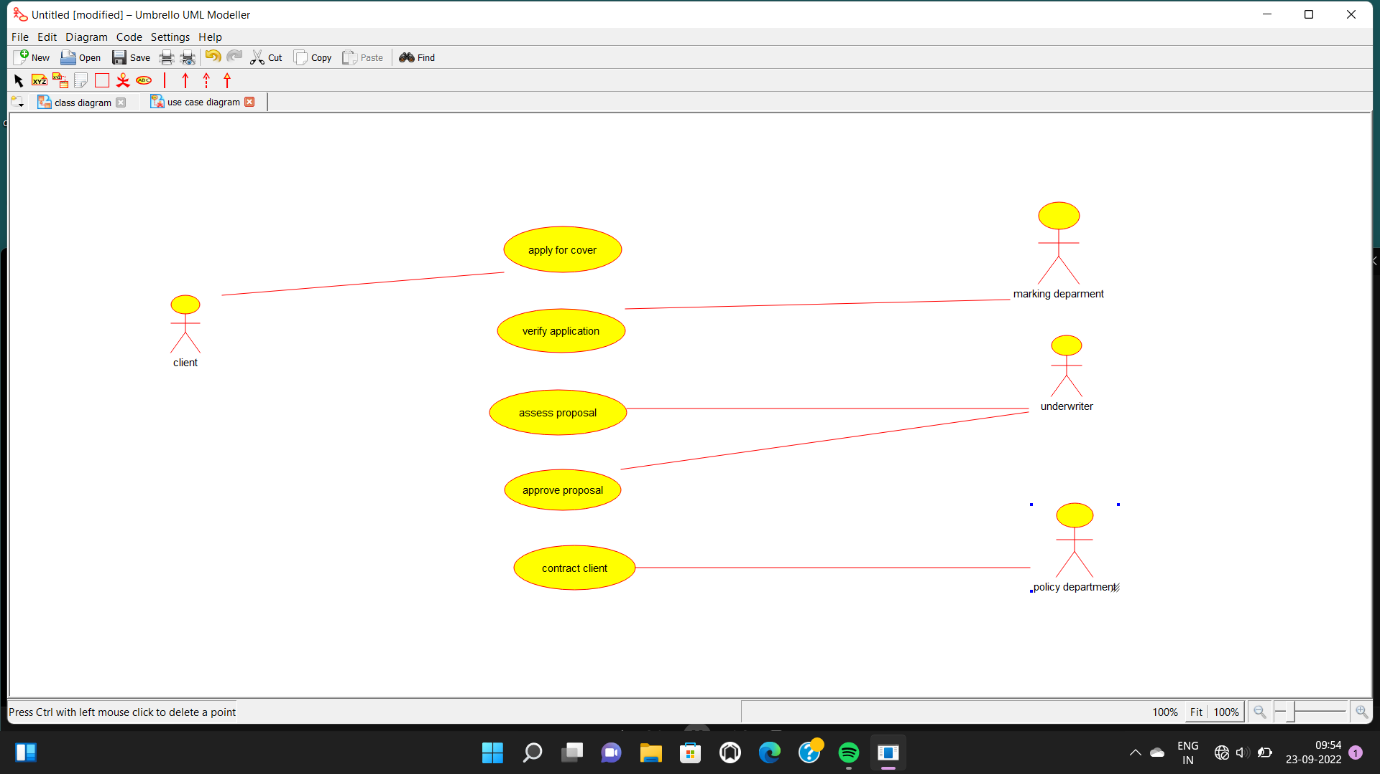 Untitled [modified] – Umbrello UML Modeller
File Edit Diagram Code Settings Help
New Open Save Cut Copy Paste Find
XYZ ABC
class diagram use case diagram
apply for cover
marking deparment
verify application
client
underwriter
assess proposal
approve proposal
contract client
policy department
Press Ctrl with left mouse click to delete a point
100% Fit 100%
ENG
IN
09:54
23-09-2022
1